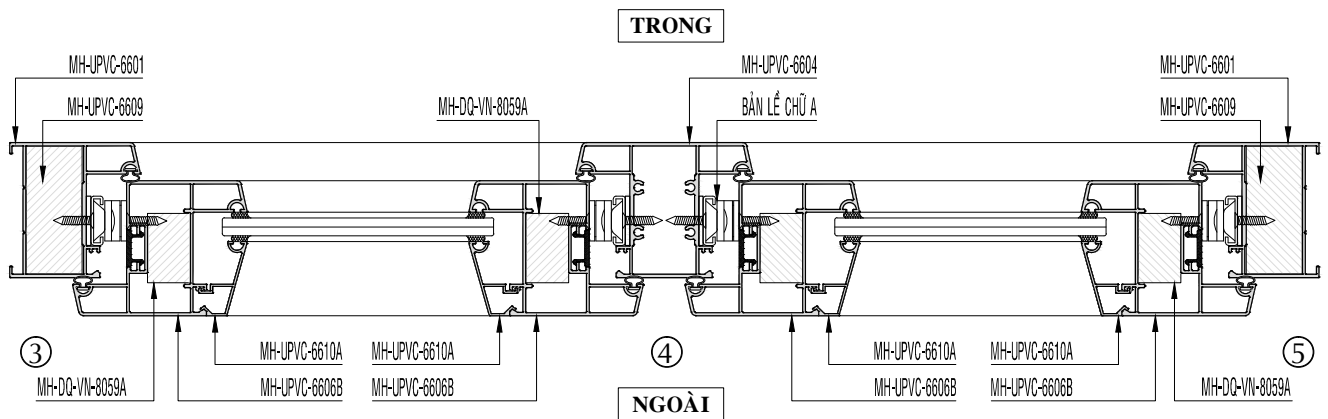 TRONG
MH-UPVC-6601
MH-UPVC-6604
MH-UPVC-6601
MH-UPVC-6609
MH-DQ-VN-8059A
BẢN LỀ CHỮ A
MH-UPVC-6609
3
MH-UPVC-6610A
MH-UPVC-6610A
4
MH-UPVC-6610A
MH-UPVC-6610A
5
MH-DQ-VN-8059A
MH-UPVC-6606B
MH-UPVC-6606B
MH-UPVC-6606B
MH-UPVC-6606B
MH-DQ-VN-8059A
NGOÀI